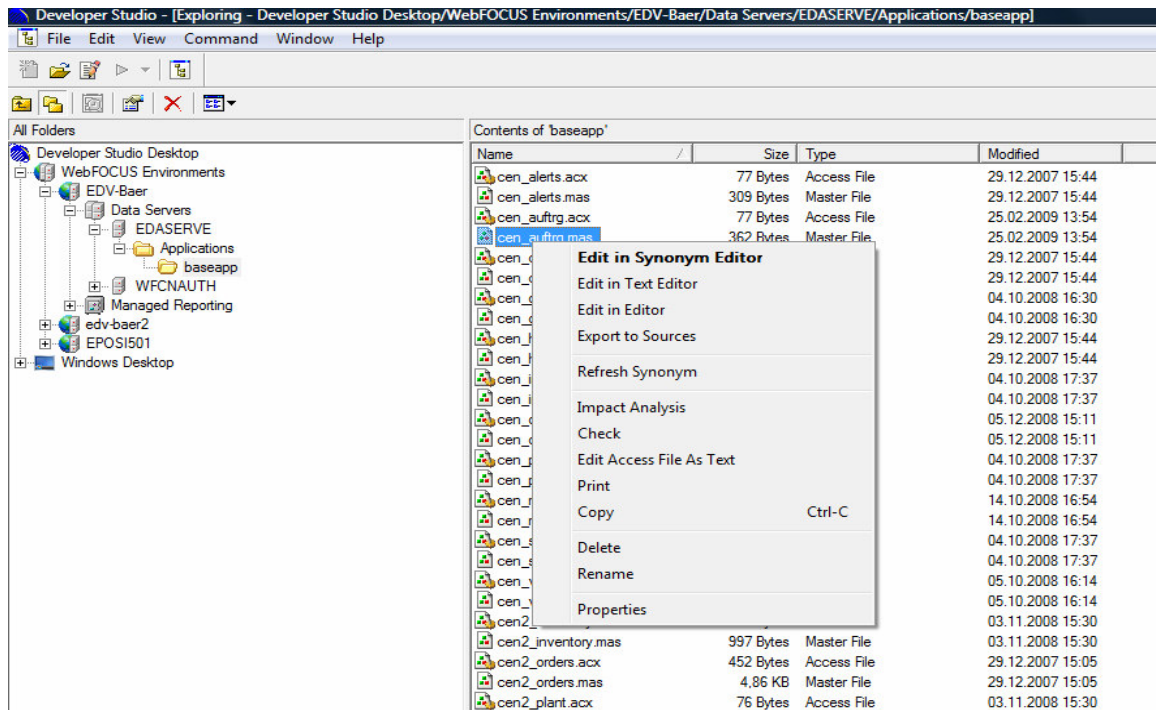 Developer Studio - [Exploring - Developer Studio Desktop/WebFOCUS Environments/EDV-Baer/Data Servers/EDASERVE/Applications/baseapp]
File Edit View Command Window Help
All Folders
Developer Studio Desktop
WebFOCUS Environments
EDV-Baer
Data Servers
EDASERVE
Applications
baseapp
WFCNAUTH
Managed Reporting
edv-baer2
EPOSI501
Windows Desktop
Contents of 'baseapp'
Name Size Type Modified
cen_alerts.acx 77 Bytes Access File 29.12.2007 15:44
cen_alerts.mas 309 Bytes Master File 29.12.2007 15:44
cen_auftrg.acx 77 Bytes Access File 25.02.2009 13:54
cen_auftrg.mas 362 Bytes Master File 25.02.2009 13:54
29.12.2007 15:44
29.12.2007 15:44
04.10.2008 16:30
04.10.2008 16:30
29.12.2007 15:44
29.12.2007 15:44
04.10.2008 17:37
04.10.2008 17:37
05.12.2008 15:11
05.12.2008 15:11
04.10.2008 17:37
04.10.2008 17:37
14.10.2008 16:54
14.10.2008 16:54
04.10.2008 17:37
04.10.2008 17:37
05.10.2008 16:14
05.10.2008 16:14
03.11.2008 15:30
cen2_inventory.mas 997 Bytes Master File 03.11.2008 15:30
cen2_orders.acx 452 Bytes Access File 29.12.2007 15:05
cen2_orders.mas 4,86 KB Master File 29.12.2007 15:05
cen2_plant.acx 76 Bytes Access File 03.11.2008 15:30
Edit in Synonym Editor
Edit in Text Editor
Edit in Editor
Export to Sources
Refresh Synonym
Impact Analysis
Check
Edit Access File As Text
Print
Copy Ctrl-C
Delete
Rename
Properties